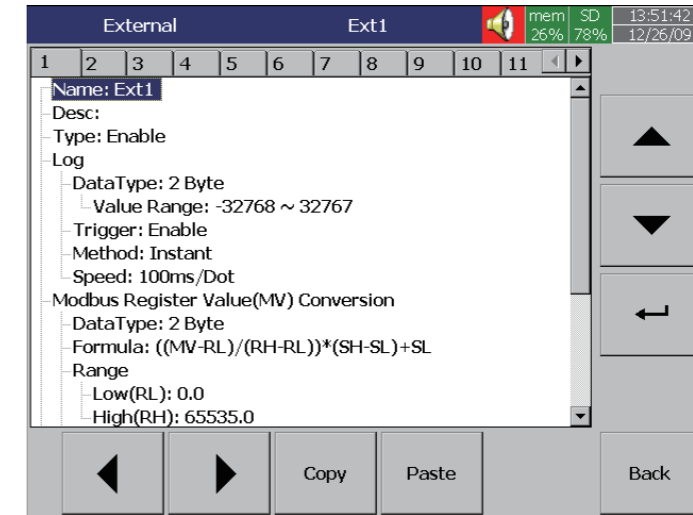 External Ext1 mem SD 13:51:42
26% 78% 12/26/09
1 2 3 4 5 6 7 8 9 10 11
Name: Ext1
Desc:
Type: Enable
Log
DataType: 2 Byte
Value Range: -32768 ~ 32767
Trigger: Enable
Method: Instant
Speed: 100ms/Dot
Modbus Register Value(MV) Conversion
DataType: 2 Byte
Formula: ((MV-RL)/(RH-RL))*(SH-SL)+SL
Range
Low(RL): 0.0
High(RH): 65535.0
Copy Paste Back